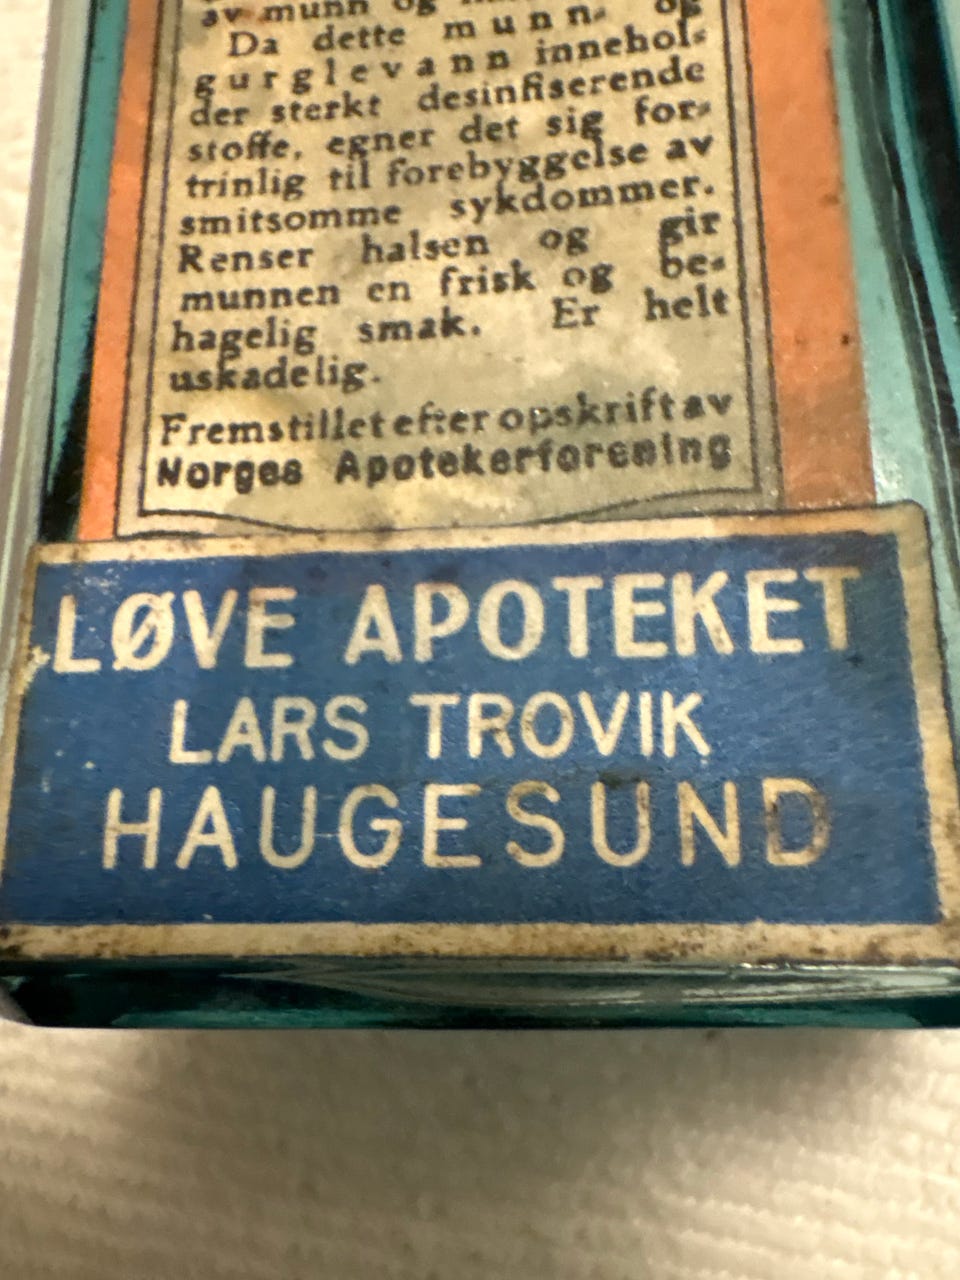 av munn og
Da dette munn- og
gurglevann innehol-
der sterkt desinfiserende
stoffe, egner det sig for-
trinlig til forebyggelse av
smitsomme sykdommer.
Renser halsen og gir
munnen en frisk og be-
hagelig smak. Er helt
uskadelig.
Fremstillet efter opskrift av
Norges Apotekerforening
LØVE APOTEKET
LARS TROVIK
HAUGESUND